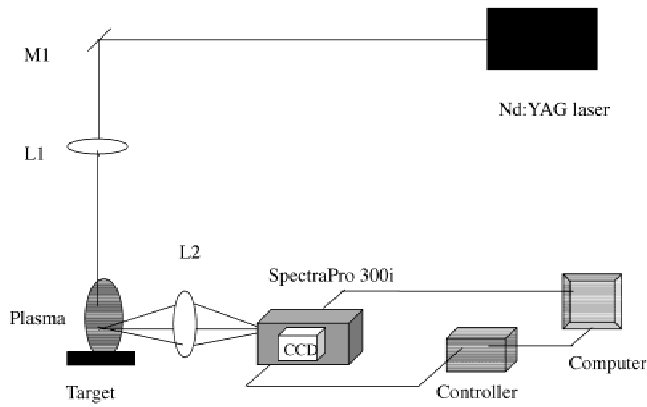 M1
Nd:YAG laser
L1
L2
SpectraPro 300i
Plasma
CCD
Computer
Target
Controller